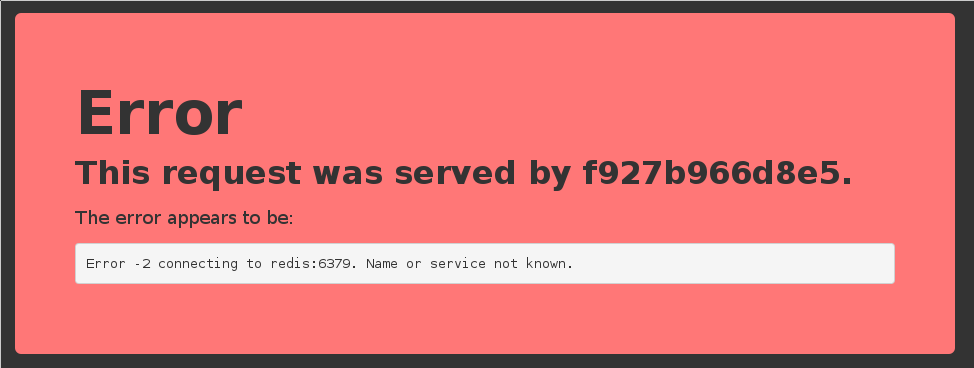 Error
This request was served by f927b966d8e5.
The error appears to be:
Error -2 connecting to redis:6379. Name or service not known.